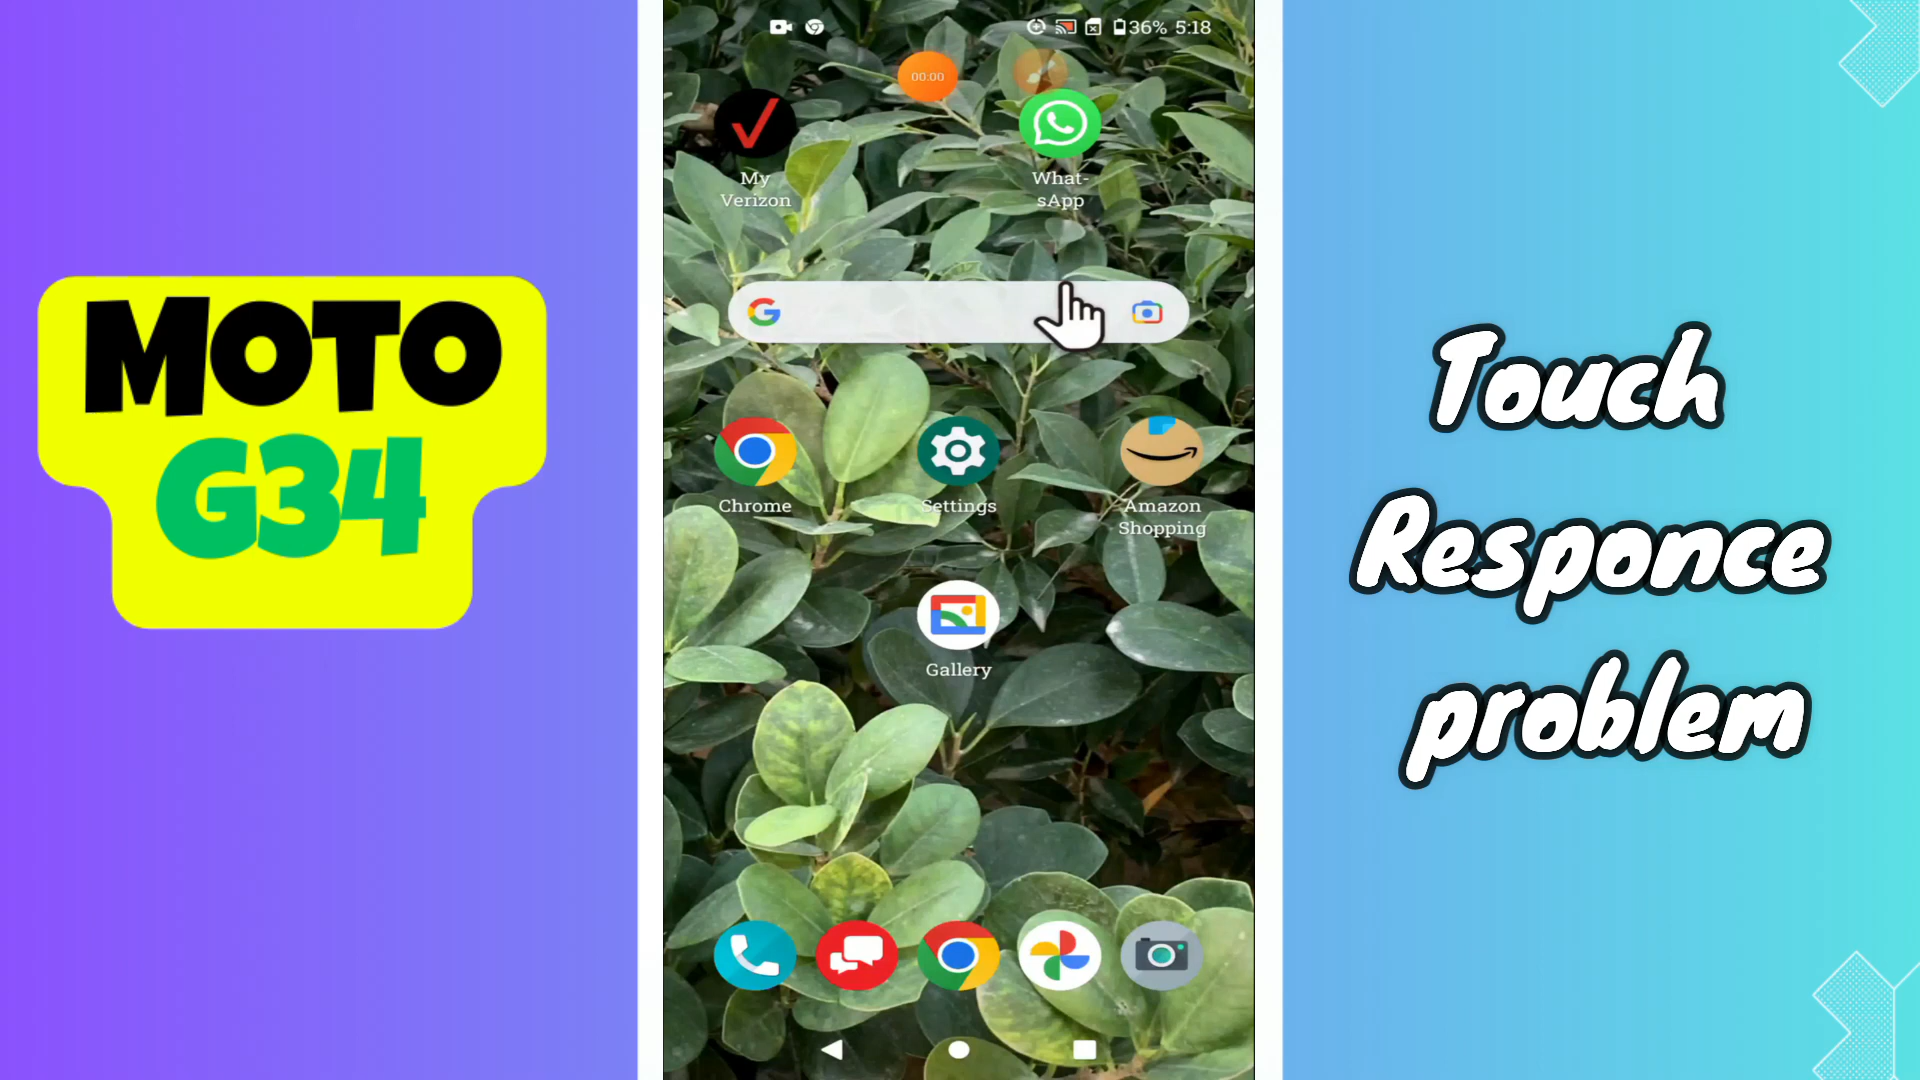 MOTO
G34
36% 5:18
00:00
My
Verizon
What-
sApp
Chrome
Settings
Amazon
Shopping
Gallery
Touch
Responce
problem